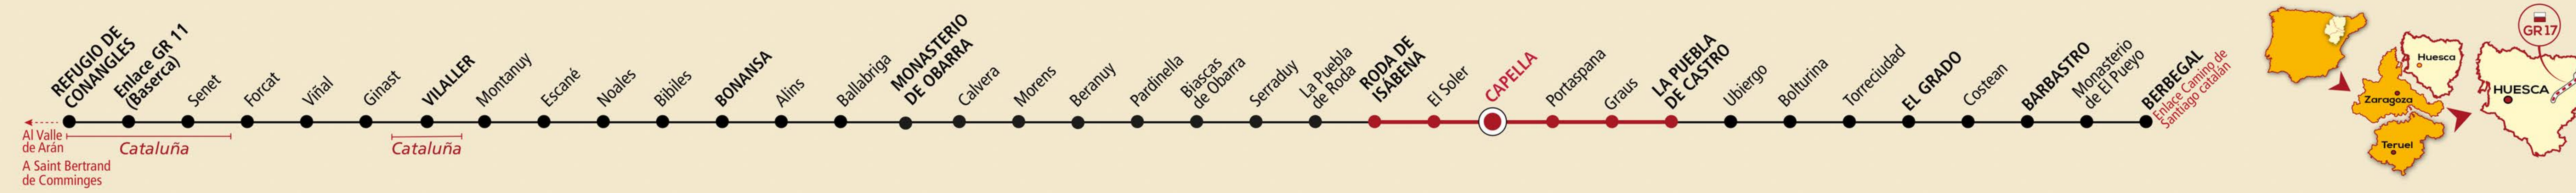 REFUGIO DE
CONANGLES
Enlace GR 11
(Baserca)
Senet
Forcat
Viñal
Ginast
VILALLER
Montanuy
Escané
Noales
Bibiles
BONANSA
Alins
Ballabriga
MONASTERIO
DE OBARRA
Calvera
Morens
Beranuy
Pardinella
Biascas
de Obarra
Serraduy
La Puebla
de Roda
RODA DE
ISÁBENA
El Soler
CAPELLA
Portaspana
Graus
LA PUEBLA
DE CASTRO
Ubiergo
Bolturina
Torreciudad
EL GRADO
Costean
BARBASTRO
Monasterio
de El Pueyo
BERBEGAL
Enlace Camino de
Santiago catalán
Al Valle
de Arán
Cataluña
Cataluña
A Saint Bertrand
de Comminges
Huesca
Zaragoza
Teruel
GR 17
HUESCA